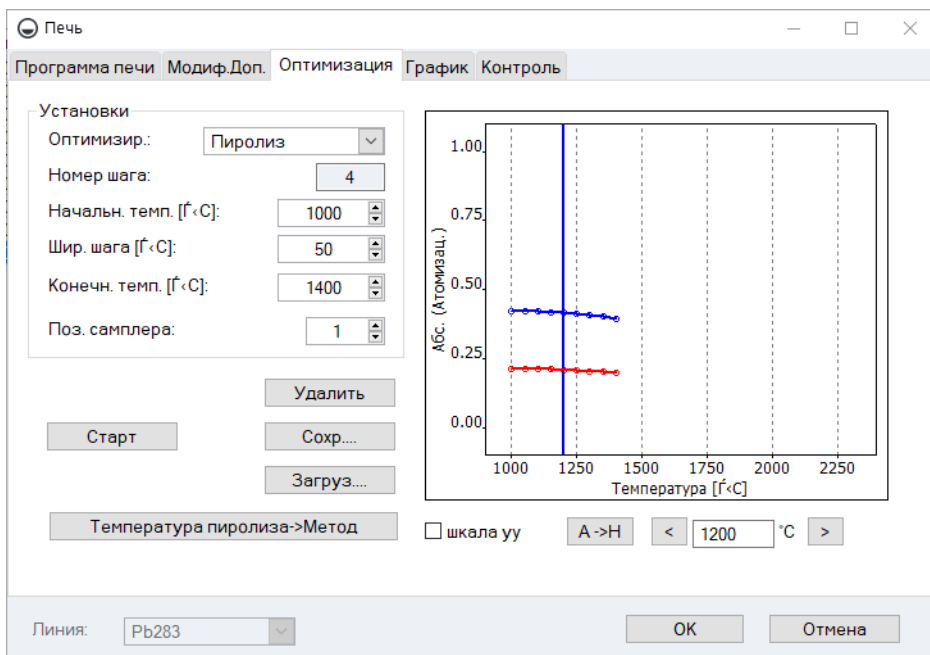 Печь
Программа печи Модиф.Доп. Оптимизация График Контроль
Установки
Оптимизир.: Пиролиз
Номер шага: 4
Начальн. темп. [Ѓ‹C]: 1000
Шир. шага [Ѓ‹C]: 50
Конечн. темп. [Ѓ‹C]: 1400
Поз. самплера: 1
Удалить
Старт Сохр....
Загруз....
Температура пиролиза->Метод
Абс. (Атомизац.)
1.00
0.75
0.50
0.25
0.00
1000 1250 1500 1750 2000 2250
Температура [Ѓ‹C]
шкала уу A ->H < 1200 °C >
Линия: Pb283 OK Отмена